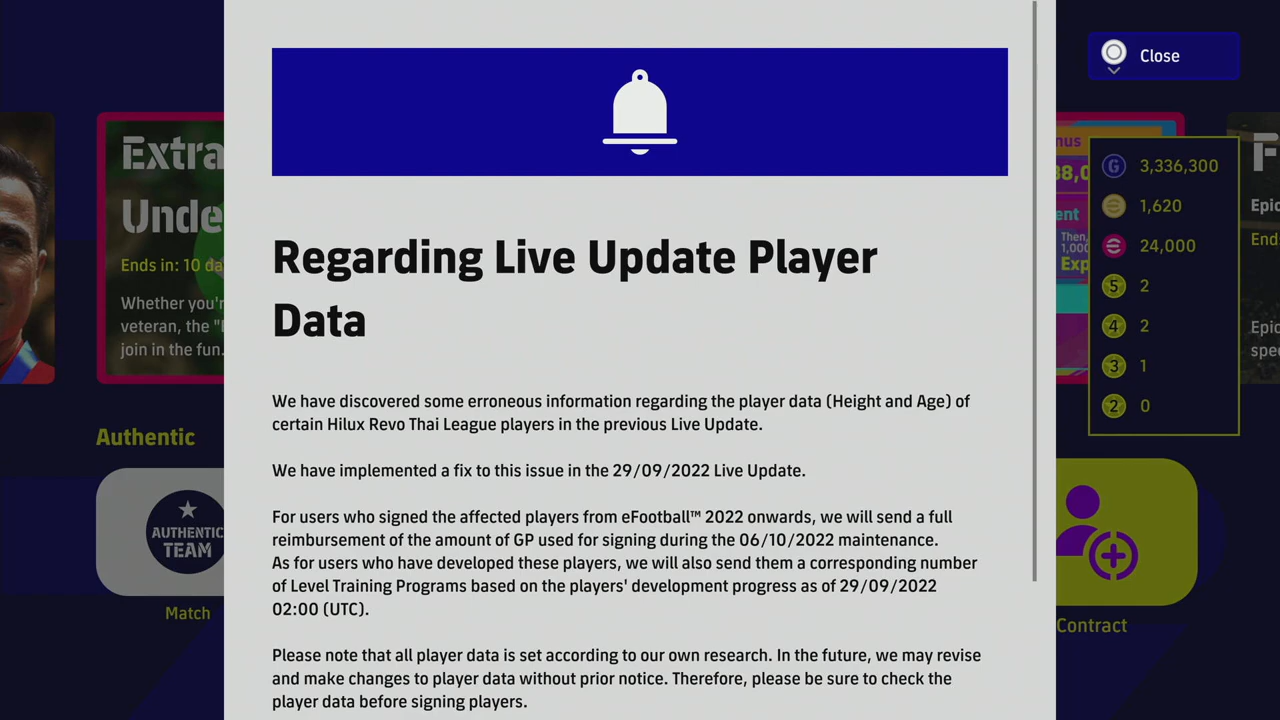 Close
Regarding Live Update Player
Data
We have discovered some erroneous information regarding the player data (Height and Age) of
certain Hilux Revo Thai League players in the previous Live Update.
We have implemented a fix to this issue in the 29/09/2022 Live Update.
For users who signed the affected players from eFootball™ 2022 onwards, we will send a full
reimbursement of the amount of GP used for signing during the 06/10/2022 maintenance.
As for users who have developed these players, we will also send them a corresponding number
of Level Training Programs based on the players' development progress as of 29/09/2022
02:00 (UTC).
Please note that all player data is set according to our own research. In the future, we may revise
and make changes to player data without prior notice. Therefore, please be sure to check the
player data before signing players.
Extra
Unde
Ends in: 10 da
Whether you'r
veteran, the "
join in the fun.
Authentic
AUTHENTIC
TEAM
Match
nus
38,0
ent
Then,
1,000
Exp
G 3,336,300
1,620
24,000
5 2
4 2
3 1
2 0
F
Epic
End
Epic
spe
Contract